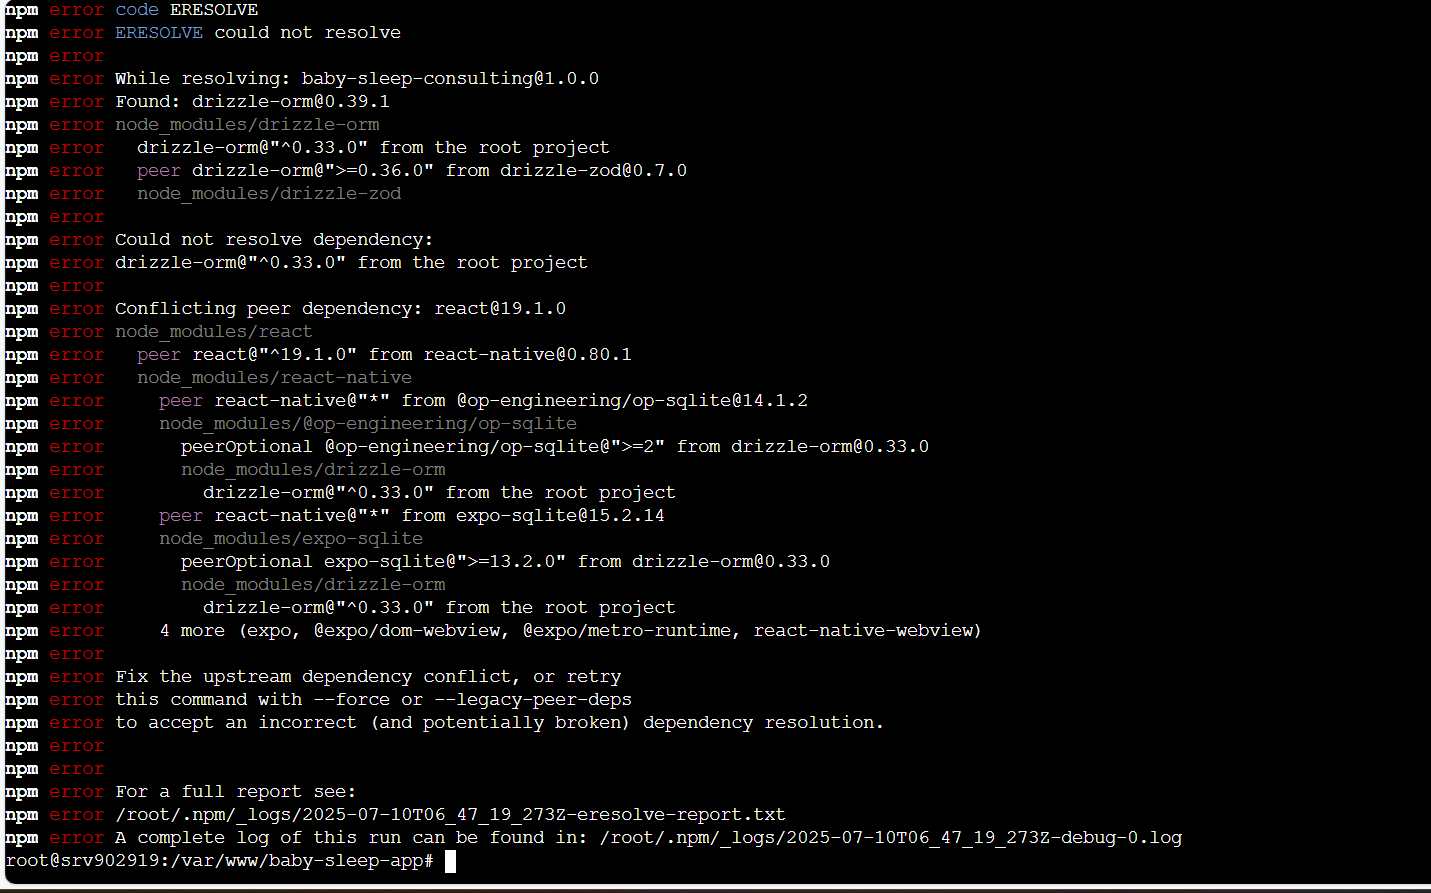 npm error code ERESOLVE
npm error ERESOLVE could not resolve
npm error
npm error While resolving: baby-sleep-consulting@1.0.0
npm error Found: drizzle-orm@0.39.1
npm error node_modules/drizzle-orm
npm error   drizzle-orm@"^0.33.0" from the root project
npm error   peer drizzle-orm@">=0.36.0" from drizzle-zod@0.7.0
npm error   node_modules/drizzle-zod
npm error
npm error Could not resolve dependency:
npm error drizzle-orm@"^0.33.0" from the root project
npm error
npm error Conflicting peer dependency: react@19.1.0
npm error node_modules/react
npm error   peer react@"^19.1.0" from react-native@0.80.1
npm error   node_modules/react-native
npm error     peer react-native@"*" from @op-engineering/op-sqlite@14.1.2
npm error     node_modules/@op-engineering/op-sqlite
npm error       peerOptional @op-engineering/op-sqlite@">=2" from drizzle-orm@0.33.0
npm error       node_modules/drizzle-orm
npm error         drizzle-orm@"^0.33.0" from the root project
npm error     peer react-native@"*" from expo-sqlite@15.2.14
npm error     node_modules/expo-sqlite
npm error       peerOptional expo-sqlite@">=13.2.0" from drizzle-orm@0.33.0
npm error       node_modules/drizzle-orm
npm error         drizzle-orm@"^0.33.0" from the root project
npm error     4 more (expo, @expo/dom-webview, @expo/metro-runtime, react-native-webview)
npm error
npm error Fix the upstream dependency conflict, or retry
npm error this command with --force or --legacy-peer-deps
npm error to accept an incorrect (and potentially broken) dependency resolution.
npm error
npm error
npm error For a full report see:
npm error /root/.npm/_logs/2025-07-10T06_47_19_273Z-eresolve-report.txt
npm error A complete log of this run can be found in: /root/.npm/_logs/2025-07-10T06_47_19_273Z-debug-0.log
root@srv902919:/var/www/baby-sleep-app#